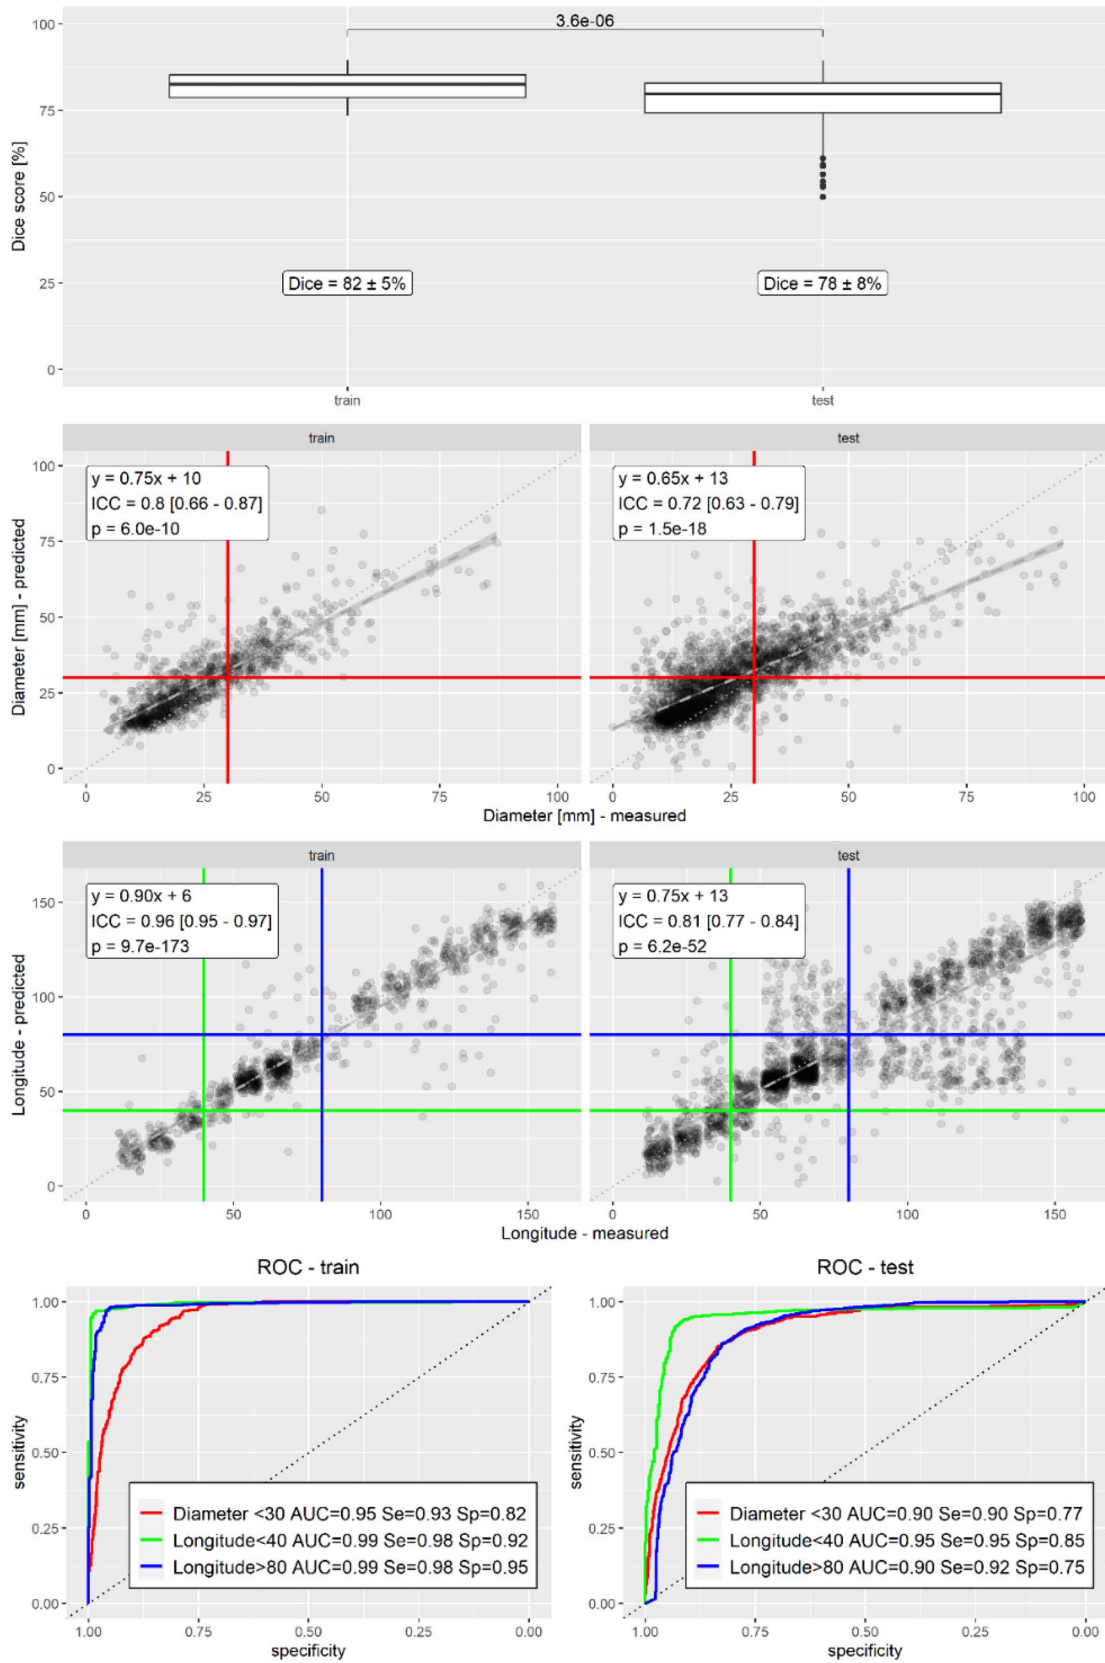 3.6e-06
100
75
50
25
0
Dice score [%]
Dice = 82 ± 5%
Dice = 78 ± 8%
train
test
train
test
100
75
50
25
0
Diameter [mm] - predicted
y = 0.75x + 10
ICC = 0.8 [0.66 - 0.87]
p = 6.0e-10
y = 0.65x + 13
ICC = 0.72 [0.63 - 0.79]
p = 1.5e-18
0 25 50 75 100
0 25 50 75 100
Diameter [mm] - measured
train
test
150
100
50
0
Longitude - predicted
y = 0.90x + 6
ICC = 0.96 [0.95 - 0.97]
p = 9.7e-173
y = 0.75x + 13
ICC = 0.81 [0.77 - 0.84]
p = 6.2e-52
0 50 100 150
0 50 100 150
Longitude - measured
ROC - train
1.00
0.75
0.50
0.25
0.00
sensitivity
Diameter <30 AUC=0.95 Se=0.93 Sp=0.82
Longitude<40 AUC=0.99 Se=0.98 Sp=0.92
Longitude>80 AUC=0.99 Se=0.98 Sp=0.95
1.00 0.75 0.50 0.25 0.00
specificity
ROC - test
1.00
0.75
0.50
0.25
0.00
sensitivity
Diameter <30 AUC=0.90 Se=0.90 Sp=0.77
Longitude<40 AUC=0.95 Se=0.95 Sp=0.85
Longitude>80 AUC=0.90 Se=0.92 Sp=0.75
1.00 0.75 0.50 0.25 0.00
specificity